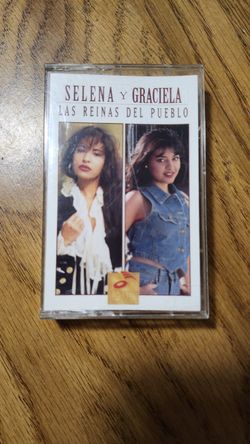 SELENA Y GRACIELA
LAS REINAS DEL PUEBLO